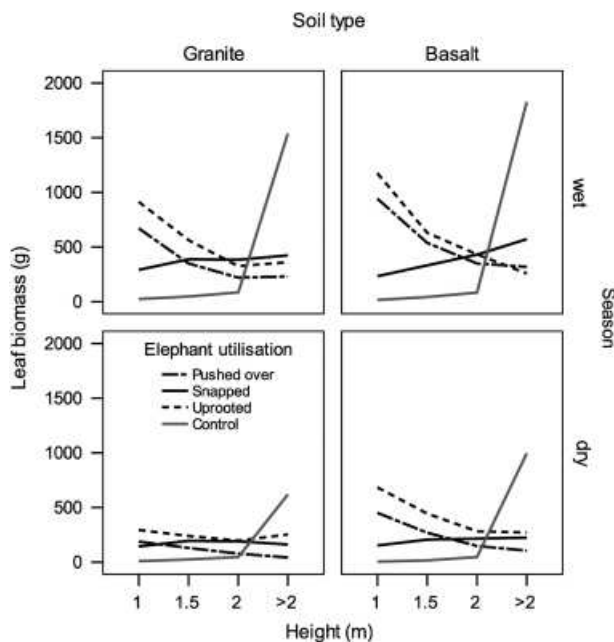 Soil type
Granite Basalt
2000
1500
1000
500
0
wet
Leaf biomass (g)
Season
2000
1500
1000
500
0
Elephant utilisation
Pushed over
Snapped
Uprooted
Control
dry
1 1.5 2 >2 1 1.5 2 >2
Height (m)